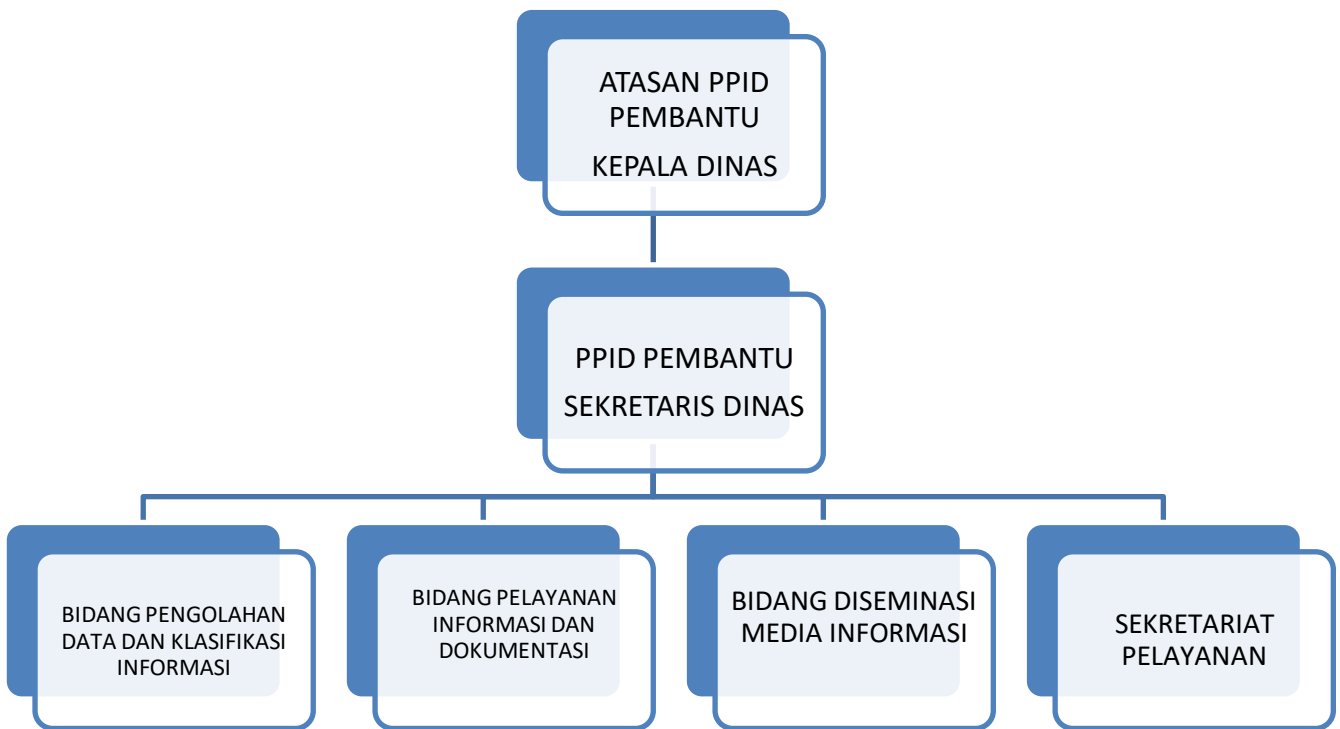 ATASAN PPID
PEMBANTU
KEPALA DINAS
PPID PEMBANTU
SEKRETARIS DINAS
BIDANG PENGOLAHAN
DATA DAN KLASIFIKASI
INFORMASI
BIDANG PELAYANAN
INFORMASI DAN
DOKUMENTASI
BIDANG DISEMINASI
MEDIA INFORMASI
SEKRETARIAT
PELAYANAN